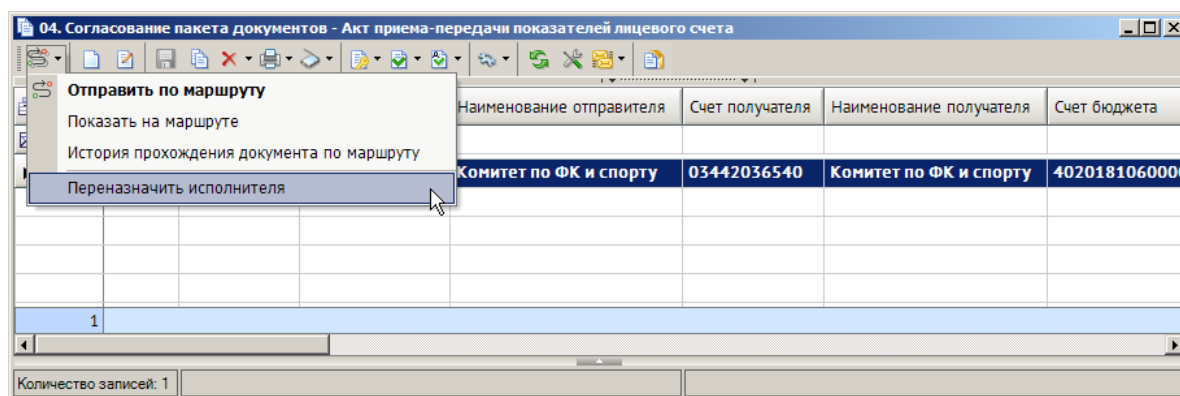 04. Согласование пакета документов - Акт приема-передачи показателей лицевого счета
Отправить по маршруту
Показать на маршруте
История прохождения документа по маршруту
Переназначить исполнителя
Наименование отправителя Счет получателя Наименование получателя Счет бюджета
Комитет по ФК и спорту 03442036540 Комитет по ФК и спорту 4020181060000
1
Количество записей: 1